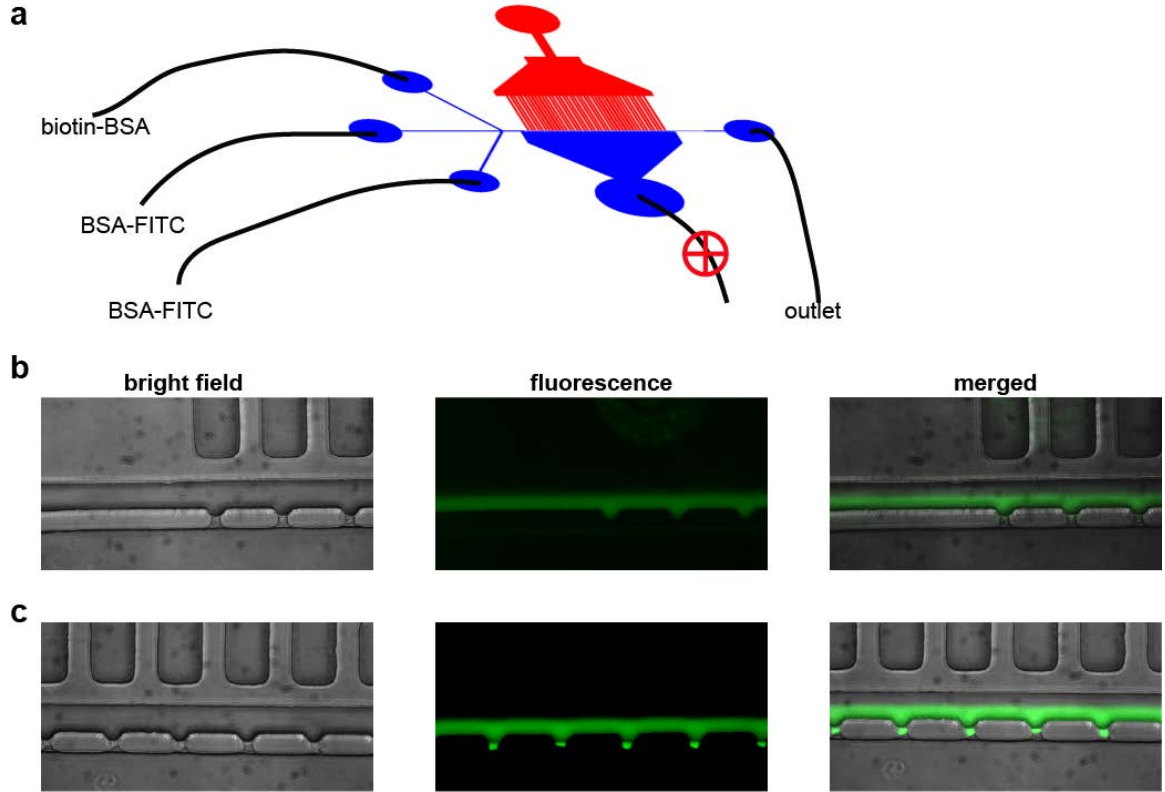 a
biotin-BSA
BSA-FITC
BSA-FITC
outlet
b
bright field fluorescence merged
c